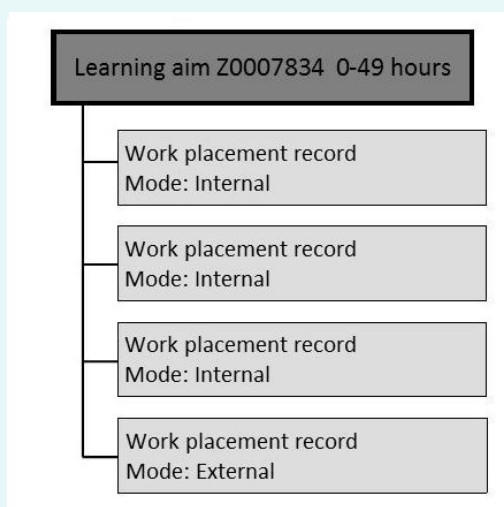 Learning aim Z0007834 0-49 hours
Work placement record
Mode: Internal
Work placement record
Mode: Internal
Work placement record
Mode: Internal
Work placement record
Mode: External